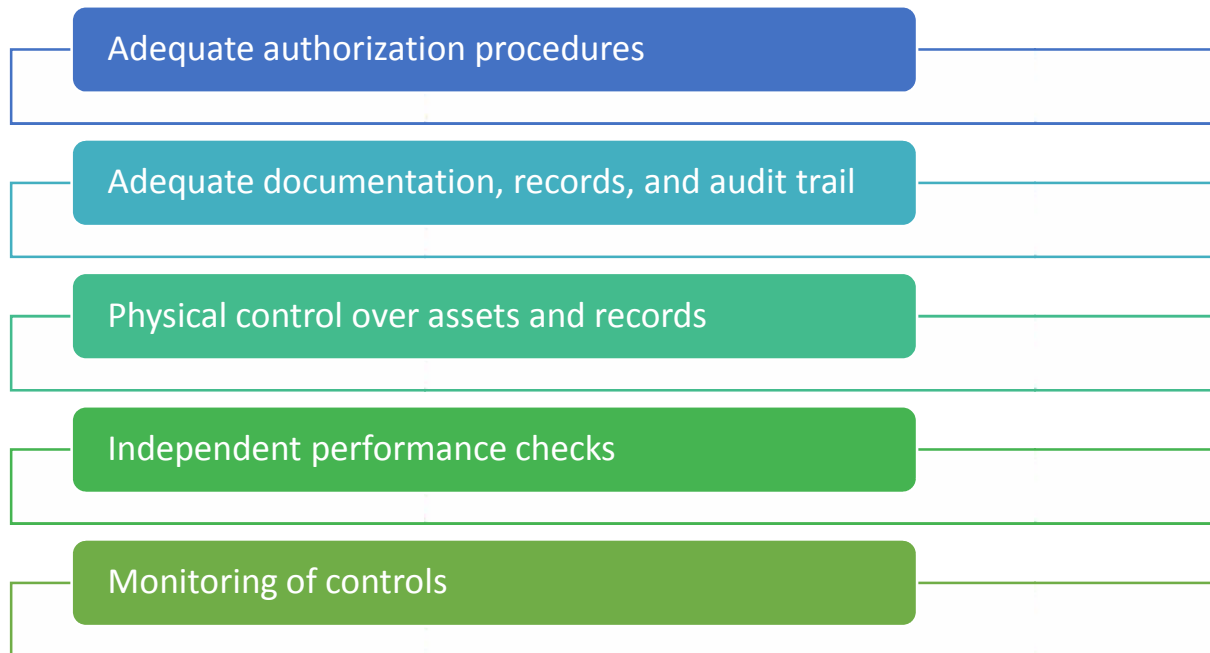 Adequate authorization procedures
Adequate documentation, records, and audit trail
Physical control over assets and records
Independent performance checks
Monitoring of controls